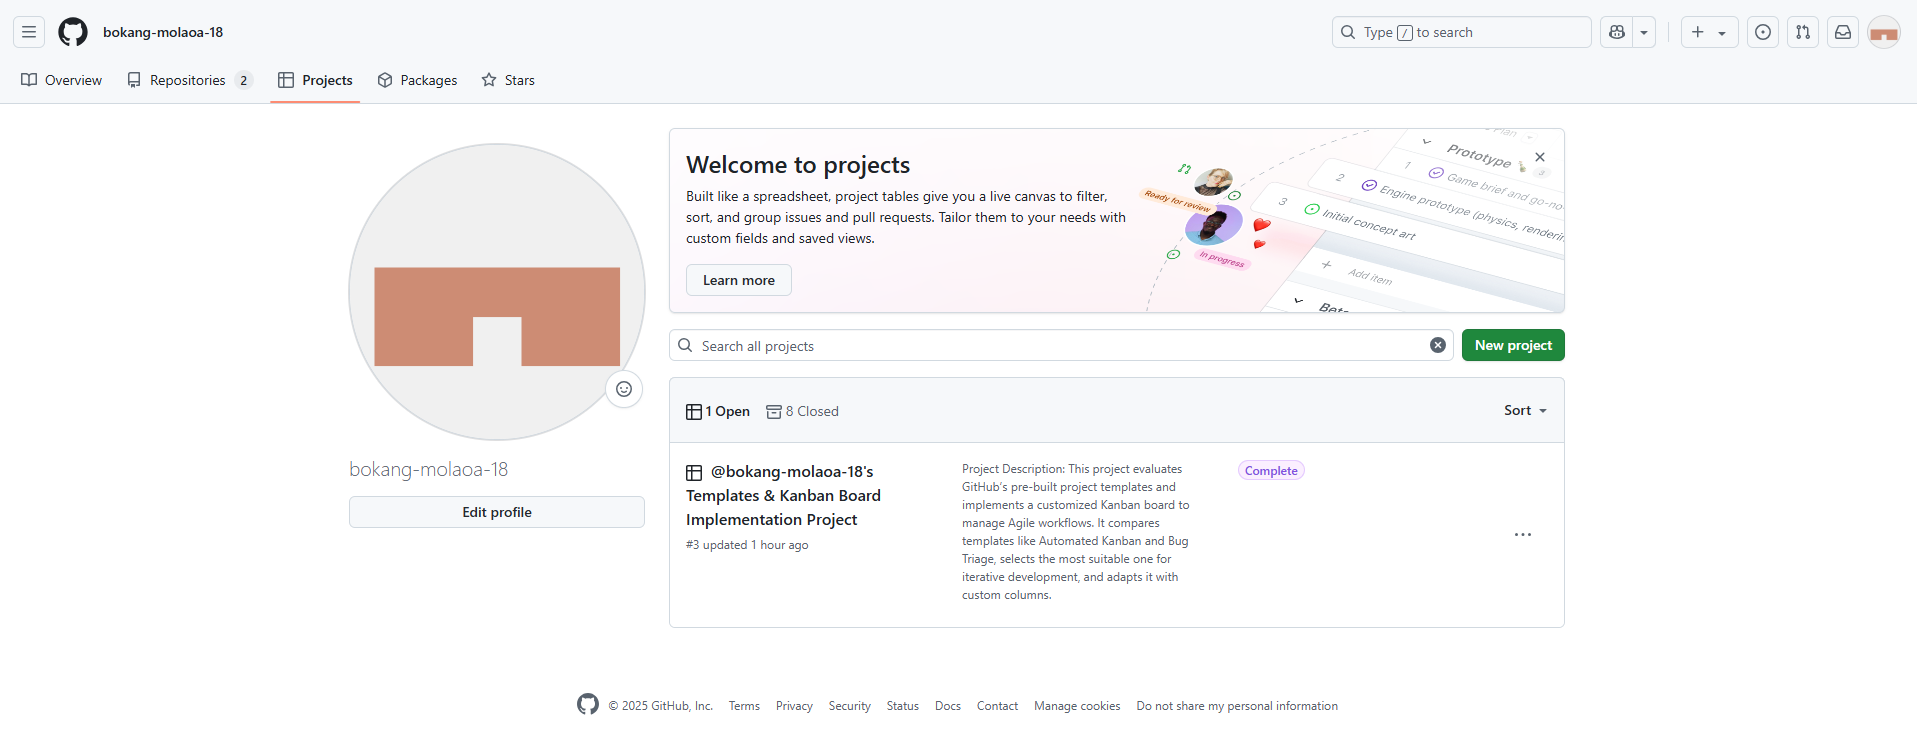 bokang-molaoa-18
Type / to search
Overview
Repositories 2
Projects
Packages
Stars
Welcome to projects
Built like a spreadsheet, project tables give you a live canvas to filter,
sort, and group issues and pull requests. Tailor them to your needs with
custom fields and saved views.
Learn more
Ready for review
In progress
Plan
Prototype 3
1 Game brief and go-no-
2 Engine prototype (physics, renderin
3 Initial concept art
+ Add item
Beta
Search all projects
New project
1 Open
8 Closed
Sort
@bokang-molaoa-18's
Templates & Kanban Board
Implementation Project
#3 updated 1 hour ago
Project Description: This project evaluates
GitHub’s pre-built project templates and
implements a customized Kanban board to
manage Agile workflows. It compares
templates like Automated Kanban and Bug
Triage, selects the most suitable one for
iterative development, and adapts it with
custom columns.
Complete
bokang-molaoa-18
Edit profile
© 2025 GitHub, Inc.
Terms
Privacy
Security
Status
Docs
Contact
Manage cookies
Do not share my personal information